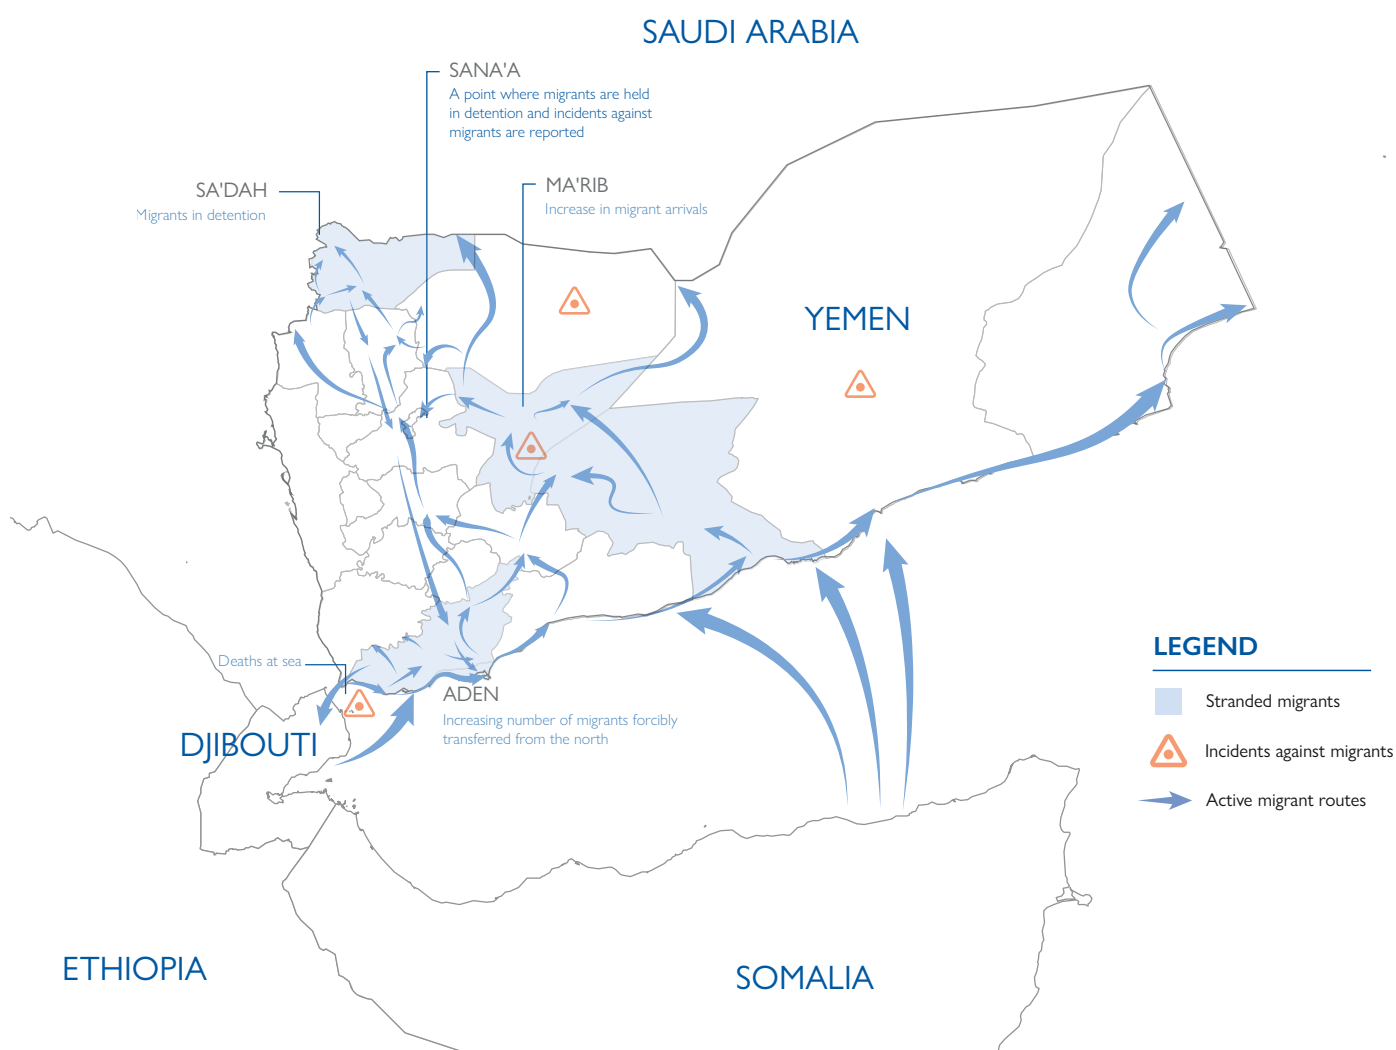 SAUDI ARABIA
SANA'A
A point where migrants are held
in detention and incidents against
migrants are reported
SA'DAH
Migrants in detention
MA'RIB
Increase in migrant arrivals
YEMEN
Deaths at sea
ADEN
Increasing number of migrants forcibly
transferred from the north
DJIBOUTI
LEGEND
Stranded migrants
Incidents against migrants
Active migrant routes
ETHIOPIA
SOMALIA